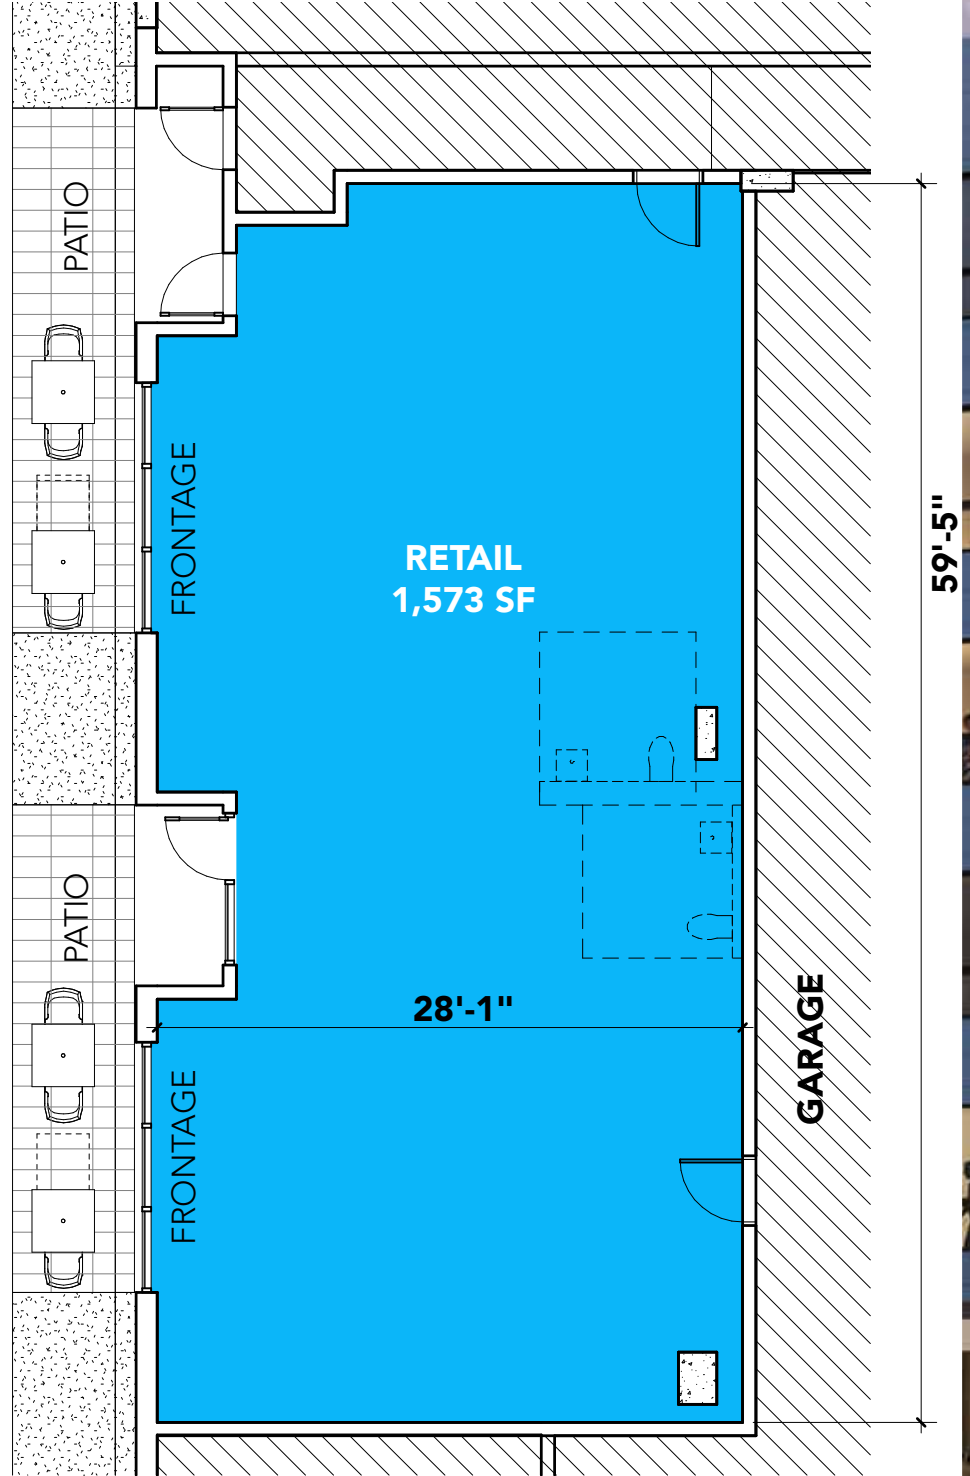 PATIO
FRONTAGE
RETAIL
1,573 SF
59'-5"
PATIO
28'-1"
GARAGE
FRONTAGE